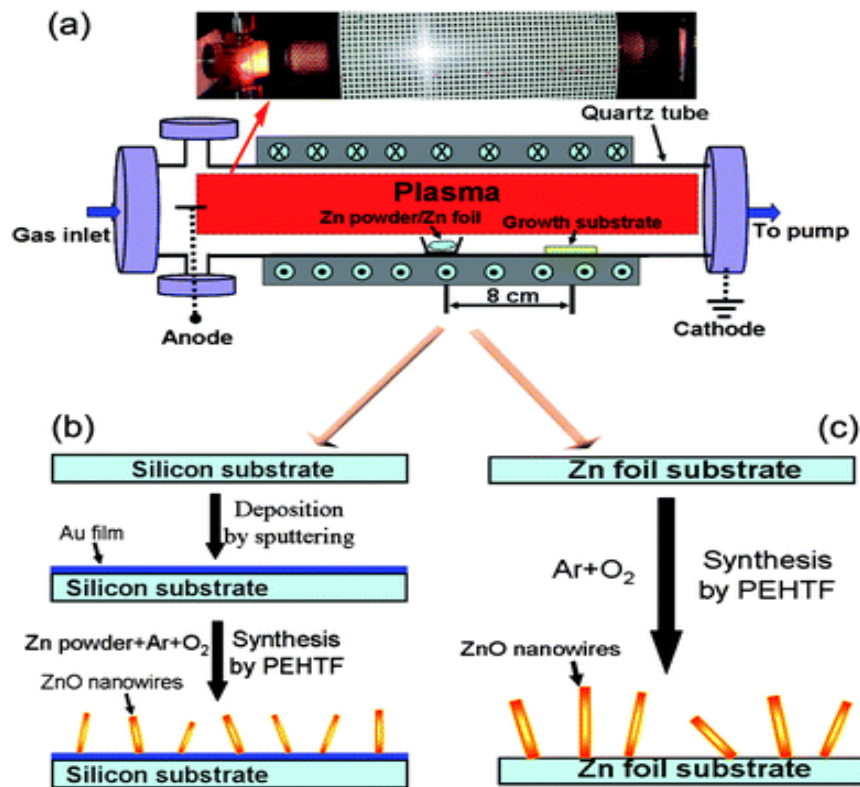 (a)
Quartz tube
Plasma
Zn powder/Zn foil
Growth substrate
Gas inlet
To pump
8 cm
Anode
Cathode
(b)
Silicon substrate
Deposition
by sputtering
Au film
Silicon substrate
Zn powder+Ar+O₂
Synthesis
by PEHTF
ZnO nanowires
Silicon substrate
(c)
Zn foil substrate
Ar+O₂
Synthesis
by PEHTF
ZnO nanowires
Zn foil substrate